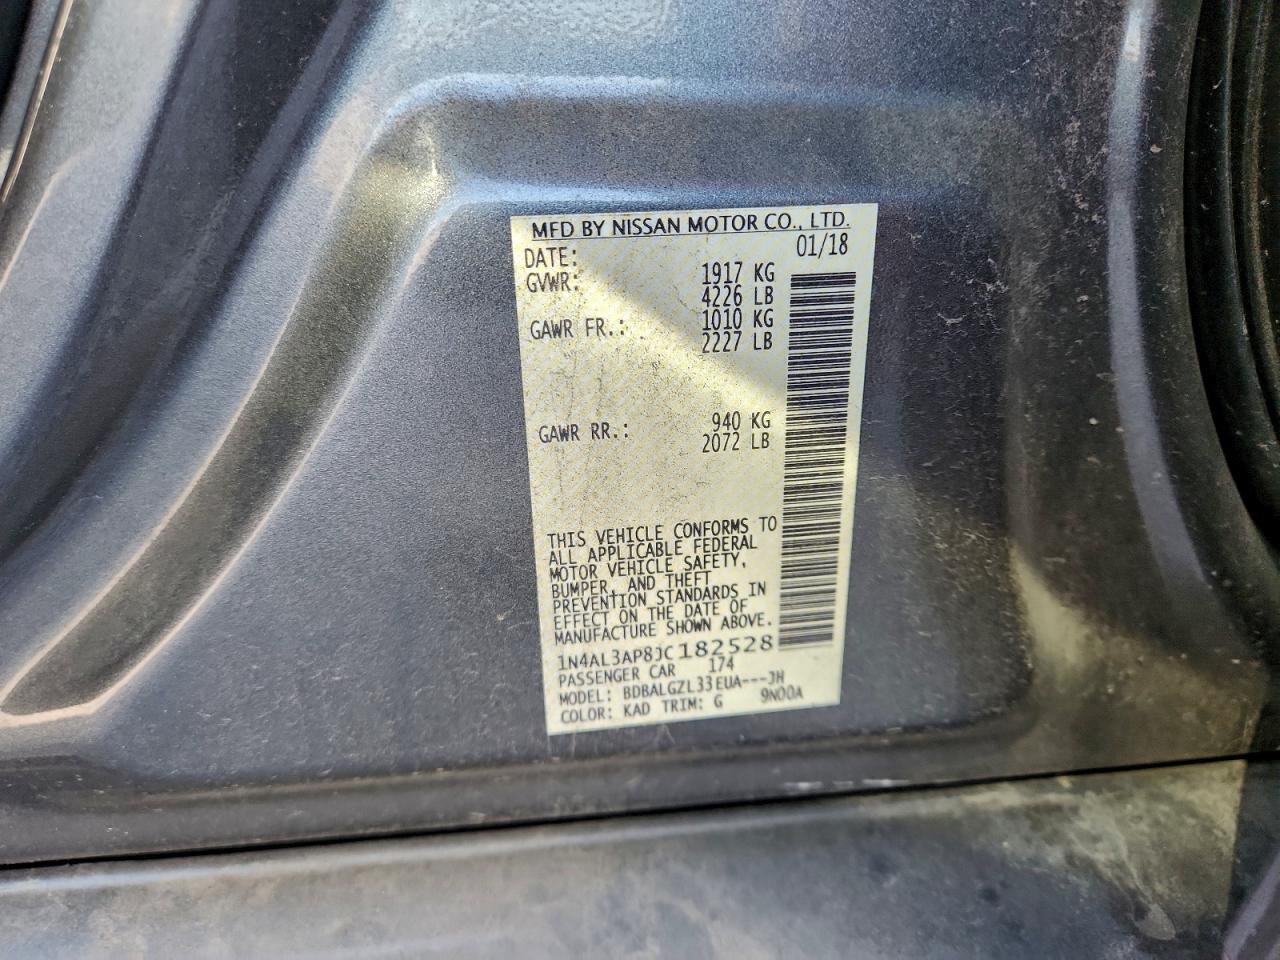 MFD BY NISSAN MOTOR CO., LTD.
DATE: 01/18
GVWR: 1917 KG
4226 LB
GAWR FR.: 1010 KG
2227 LB
GAWR RR.: 940 KG
2072 LB
THIS VEHICLE CONFORMS TO
ALL APPLICABLE FEDERAL
MOTOR VEHICLE SAFETY,
BUMPER, AND THEFT
PREVENTION STANDARDS IN
EFFECT ON THE DATE OF
MANUFACTURE SHOWN ABOVE.
1N4AL3AP8JC182528
PASSENGER CAR 174
MODEL: BDBALGZL33EUA---JH
COLOR: KAD TRIM: G 9N00A